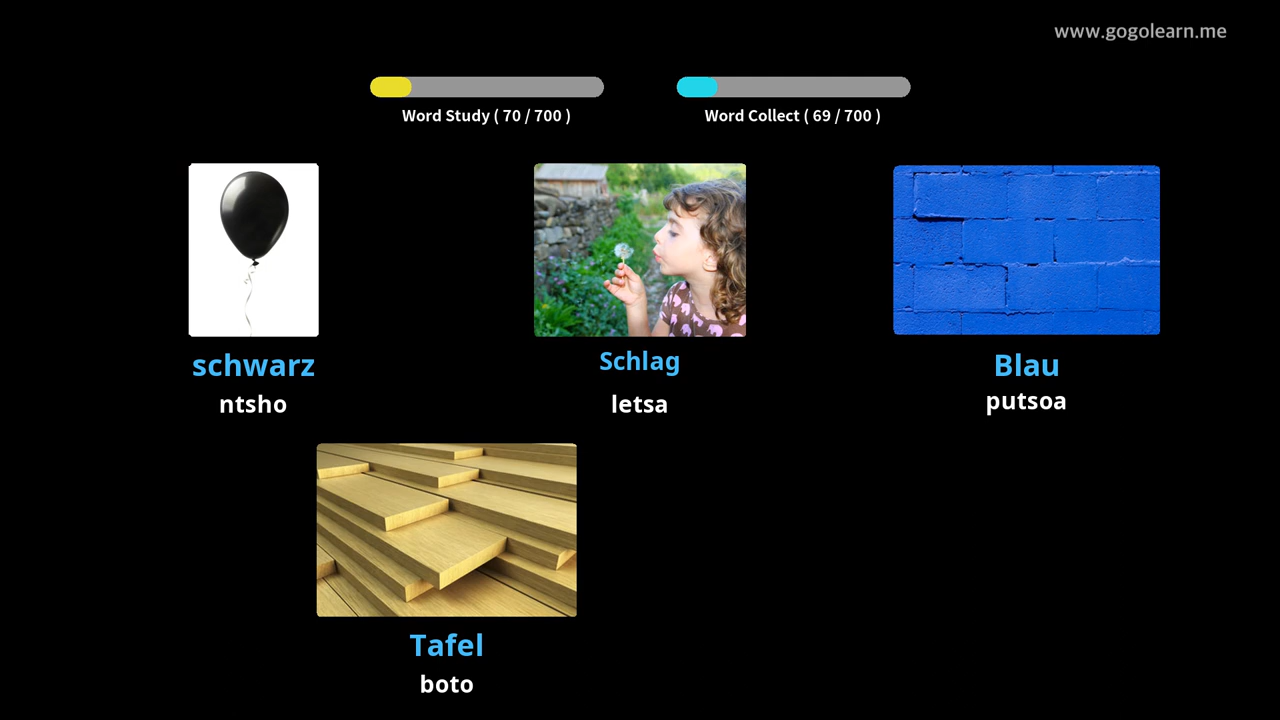 www.gogolearn.me
Word Study ( 70 / 700 )
Word Collect ( 69 / 700 )
schwarz
ntsho
Schlag
letsa
Blau
putsoa
Tafel
boto